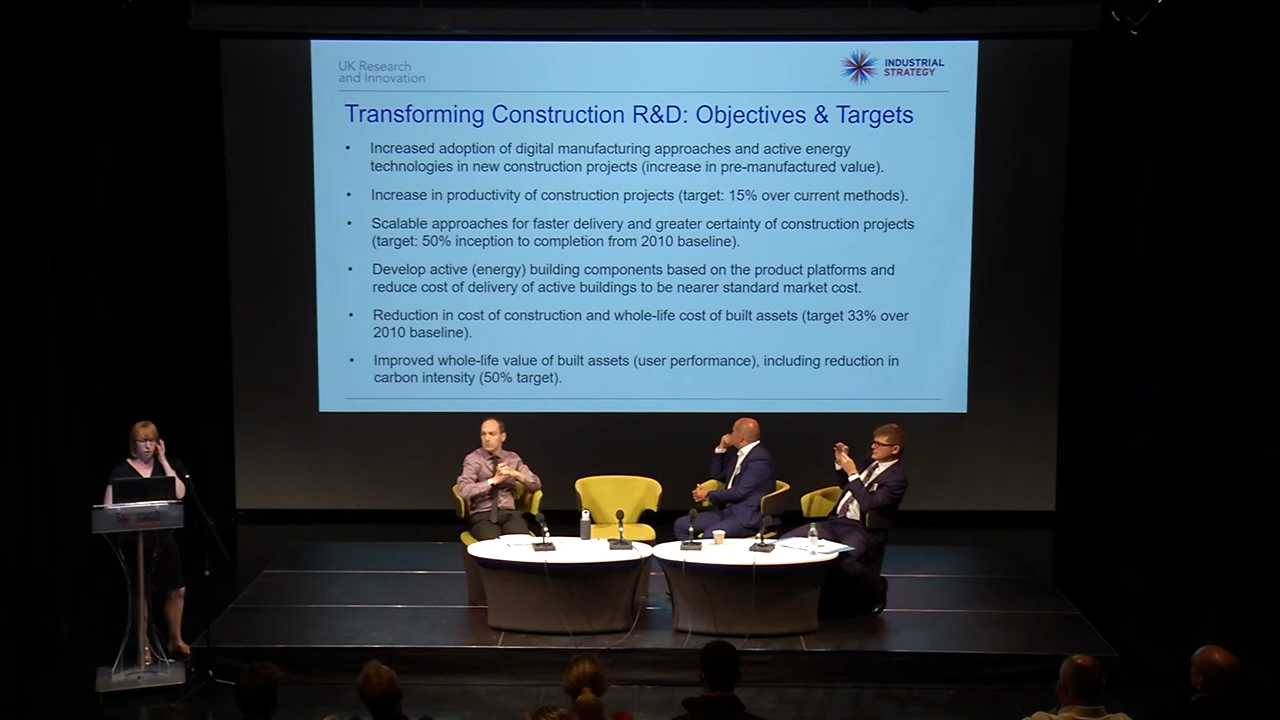 UK Research
and Innovation
INDUSTRIAL
STRATEGY
Transforming Construction R&D: Objectives & Targets
• Increased adoption of digital manufacturing approaches and active energy
technologies in new construction projects (increase in pre-manufactured value).
• Increase in productivity of construction projects (target: 15% over current methods).
• Scalable approaches for faster delivery and greater certainty of construction projects
(target: 50% inception to completion from 2010 baseline).
• Develop active (energy) building components based on the product platforms and
reduce cost of delivery of active buildings to be nearer standard market cost.
• Reduction in cost of construction and whole-life cost of built assets (target 33% over
2010 baseline).
• Improved whole-life value of built assets (user performance), including reduction in
carbon intensity (50% target).